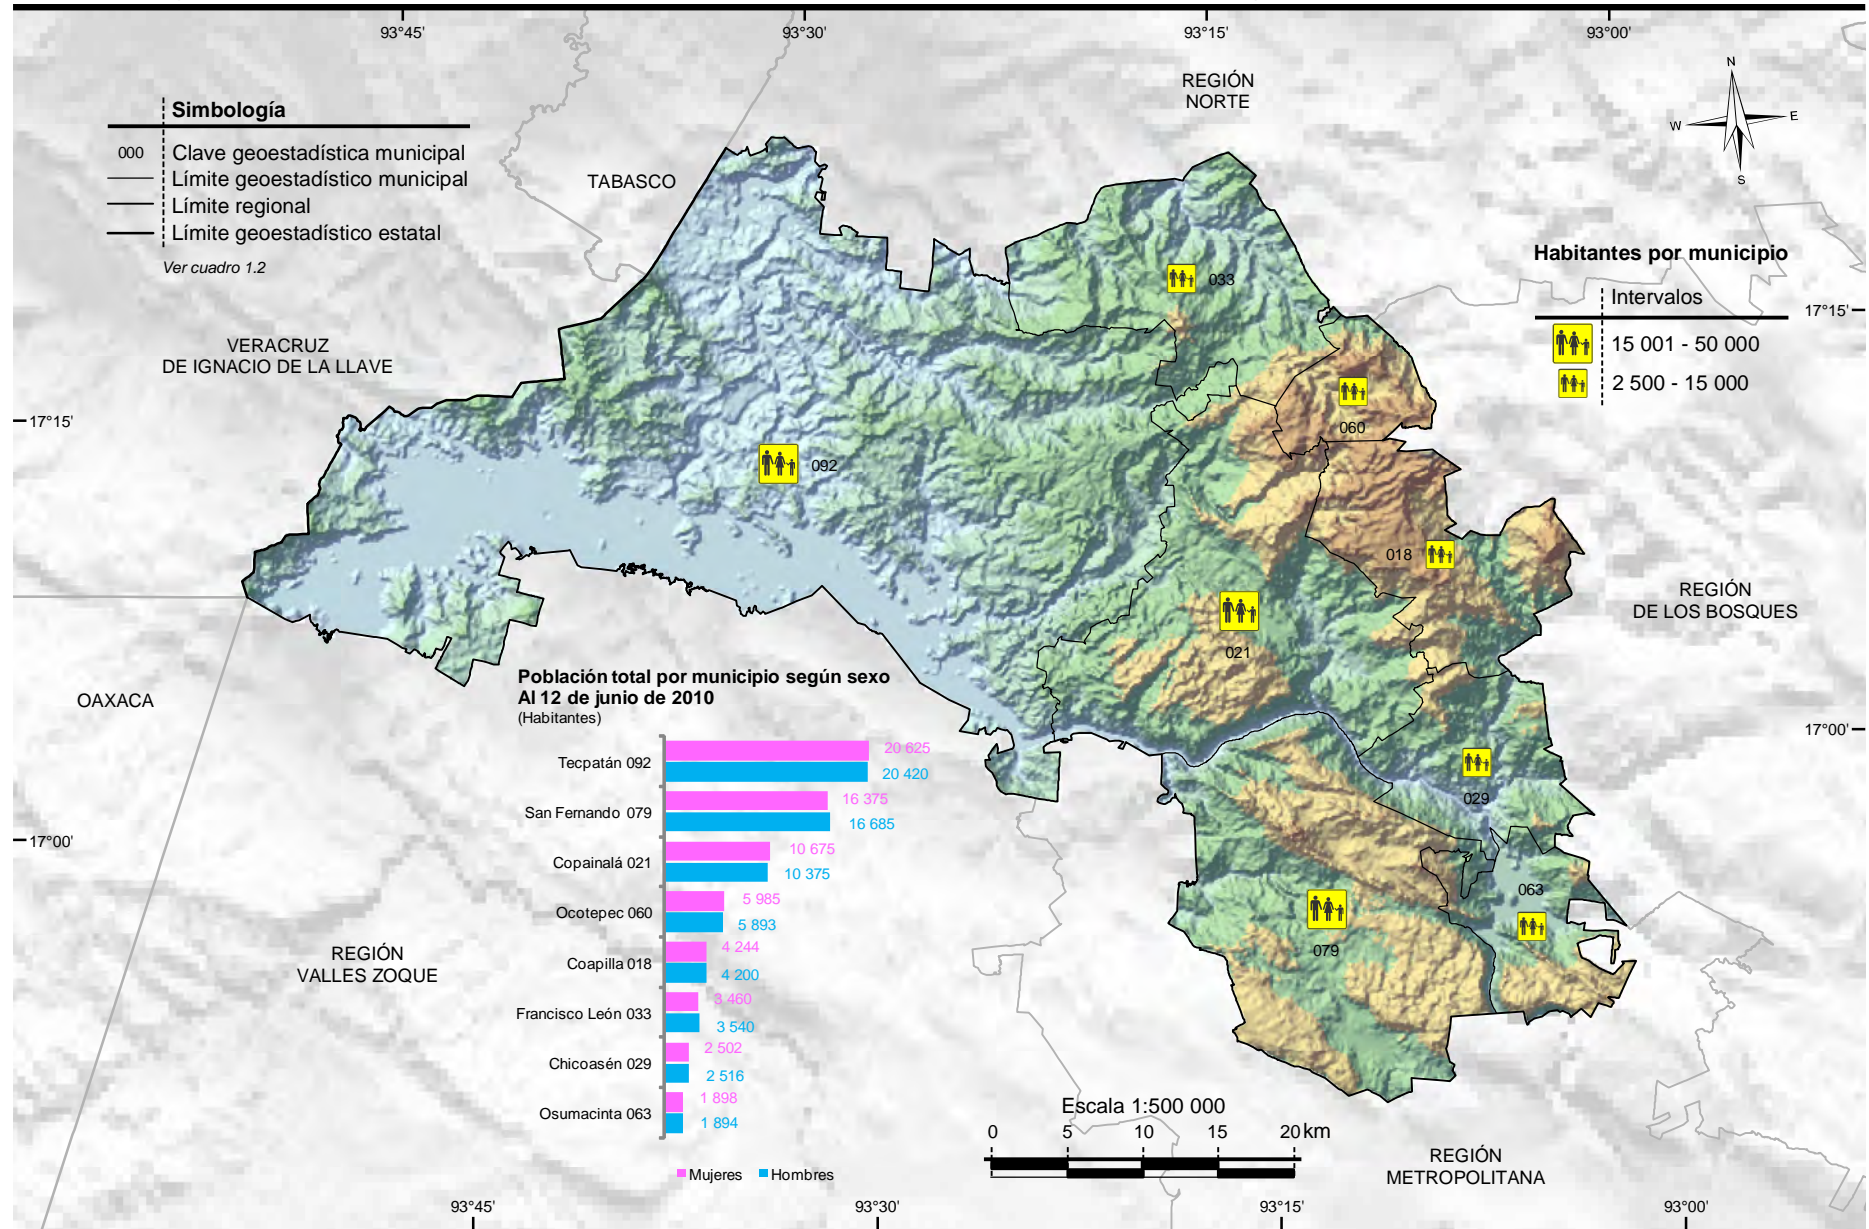 93°45'
93°30'
93°15'
93°00'
REGIÓN
NORTE
N
W
E
S
Simbología
000 Clave geoestadística municipal
Límite geoestadístico municipal
Límite regional
Límite geoestadístico estatal
Ver cuadro 1.2
TABASCO
033
Habitantes por municipio
Intervalos
15 001 - 50 000
2 500 - 15 000
17°15'
VERACRUZ
DE IGNACIO DE LA LLAVE
17°15'
060
092
018
REGIÓN
DE LOS BOSQUES
021
OAXACA
Población total por municipio según sexo
Al 12 de junio de 2010
(Habitantes)
17°00'
Tecpatán 092
20 625
20 420
San Fernando 079
16 375
16 685
029
17°00'
Copainalá 021
10 675
10 375
063
Ocotepec 060
5 985
5 893
079
REGIÓN
VALLES ZOQUE
Coapilla 018
4 244
4 200
Francisco León 033
3 460
3 540
Chicoasén 029
2 502
2 516
Osumacinta 063
1 898
1 894
Mujeres Hombres
Escala 1:500 000
0 5 10 15 20 km
REGIÓN
METROPOLITANA
93°45'
93°30'
93°15'
93°00'